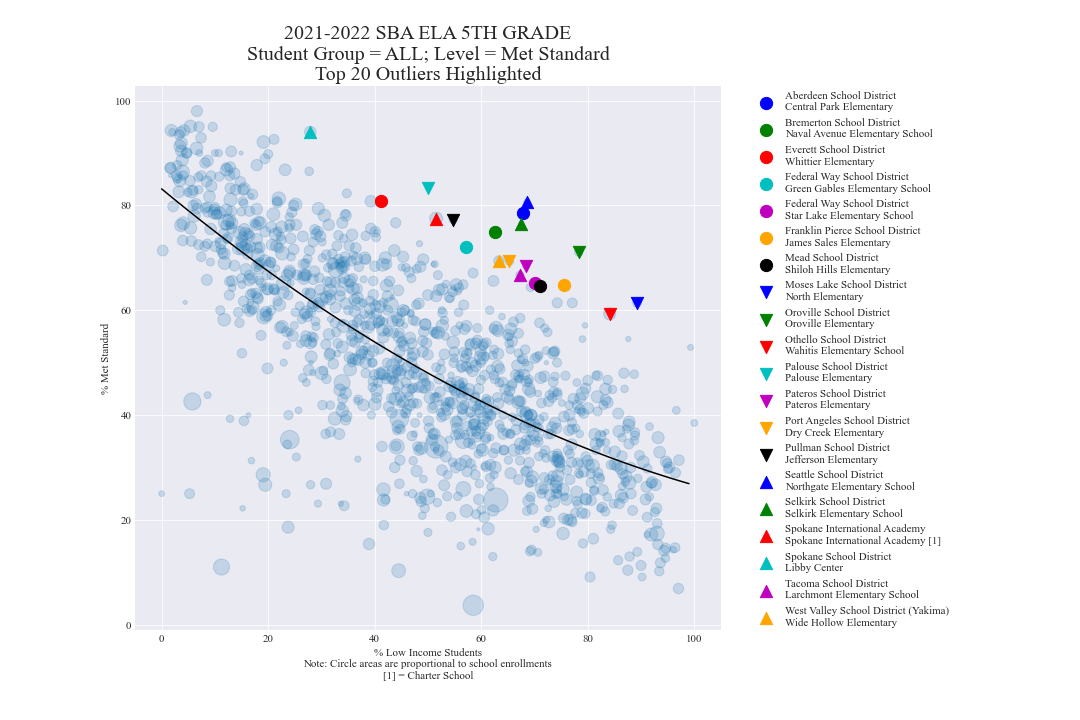 2021-2022 SBA ELA 5TH GRADE
Student Group = ALL; Level = Met Standard
Top 20 Outliers Highlighted
100
80
60
40
20
0
% Met Standard
0
20
40
60
80
100
% Low Income Students
Note: Circle areas are proportional to school enrollments
[1] = Charter School
Aberdeen School District
Central Park Elementary
Bremerton School District
Naval Avenue Elementary School
Everett School District
Whittier Elementary
Federal Way School District
Green Gables Elementary School
Federal Way School District
Star Lake Elementary School
Franklin Pierce School District
James Sales Elementary
Mead School District
Shiloh Hills Elementary
Moses Lake School District
North Elementary
Oroville School District
Oroville Elementary
Othello School District
Wahitis Elementary School
Palouse School District
Palouse Elementary
Pateros School District
Pateros Elementary
Port Angeles School District
Dry Creek Elementary
Pullman School District
Jefferson Elementary
Seattle School District
Northgate Elementary School
Selkirk School District
Selkirk Elementary School
Spokane International Academy
Spokane International Academy [1]
Spokane School District
Libby Center
Tacoma School District
Larchmont Elementary School
West Valley School District (Yakima)
Wide Hollow Elementary